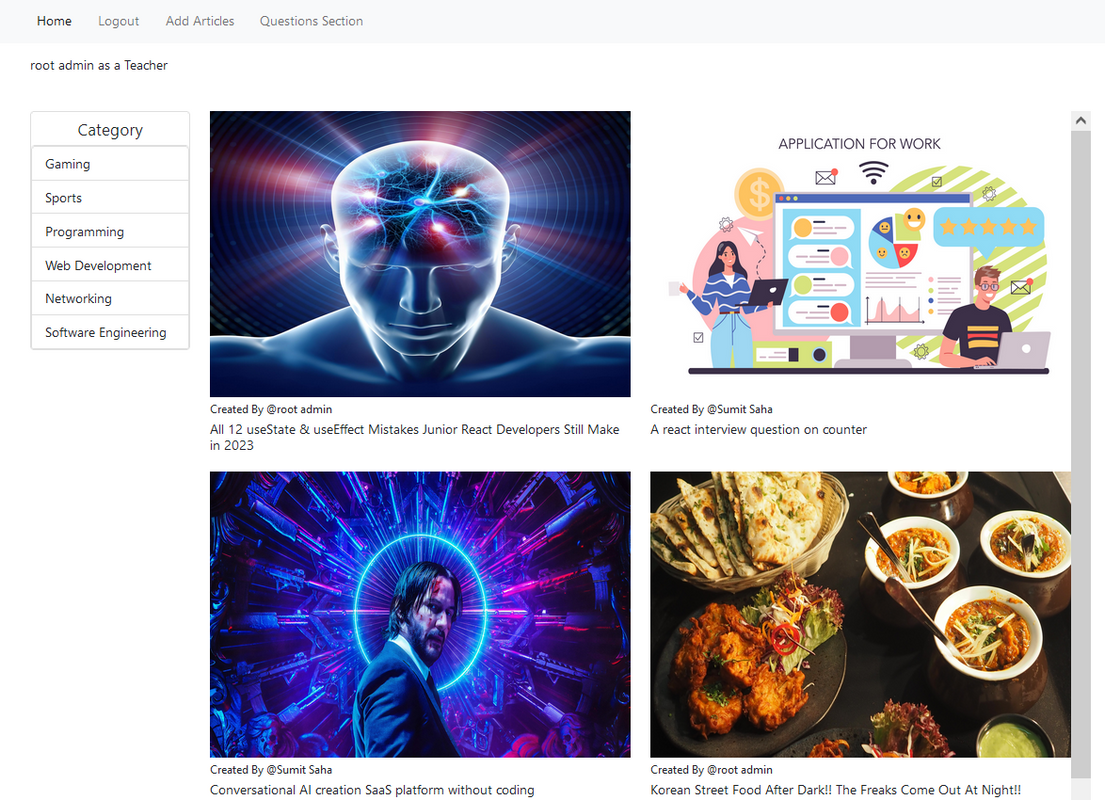 Home Logout Add Articles Questions Section
root admin as a Teacher
Category
Gaming
Sports
Programming
Web Development
Networking
Software Engineering
APPLICATION FOR WORK
Created By @root admin
All 12 useState & useEffect Mistakes Junior React Developers Still Make
in 2023
Created By @Sumit Saha
A react interview question on counter
Created By @Sumit Saha
Conversational AI creation SaaS platform without coding
Created By @root admin
Korean Street Food After Dark!! The Freaks Come Out At Night!!